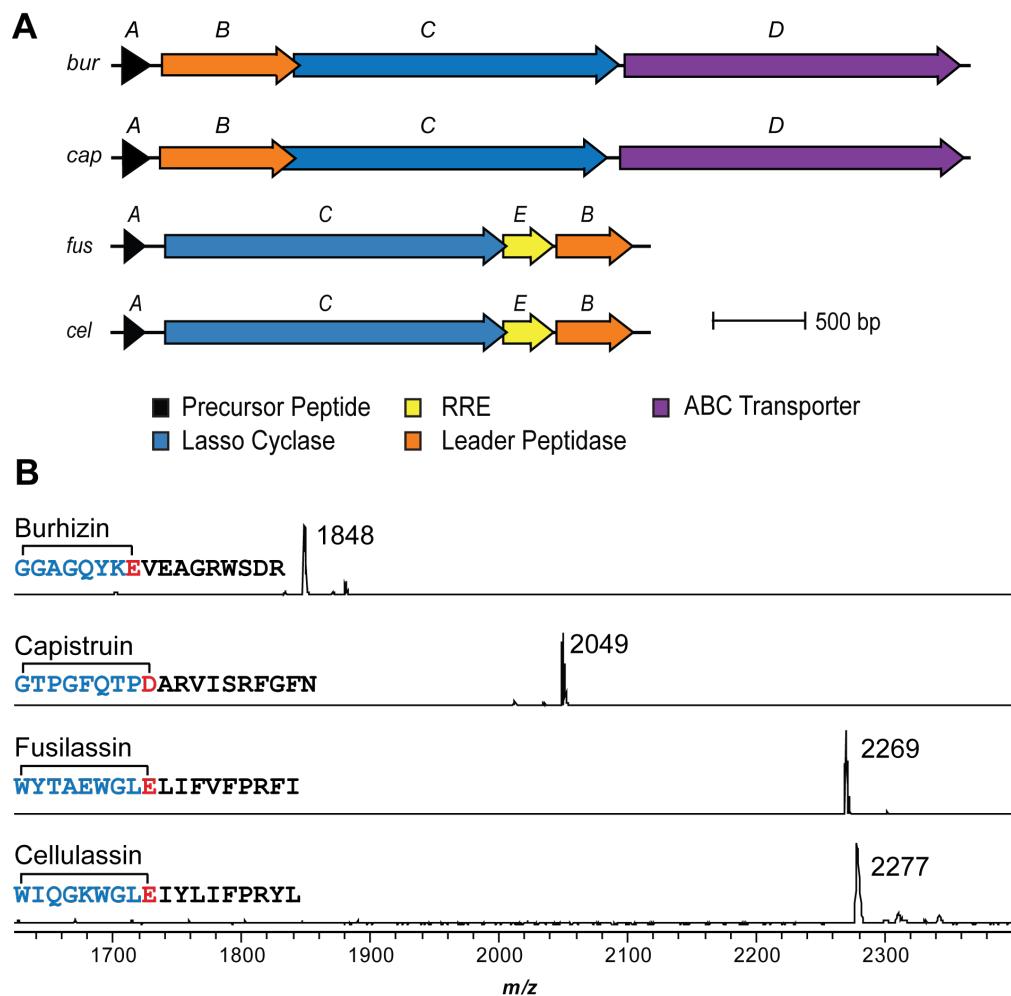 A
A B C D
bur
A B C D
cap
A C E B
fus
A C E B
cel
500 bp
Precursor Peptide RRE ABC Transporter
Lasso Cyclase Leader Peptidase
B
Burhizin
1848
GGAGQYKEVEAGRWSDR
Capistruin
2049
GTPGFQTPDARVISRFGFN
Fusilassin
2269
WYTAEWGLELIFVFPRFI
Cellulassin
2277
WIQGKWGLEIYLIFPRYL
1700 1800 1900 2000 2100 2200 2300
m/z